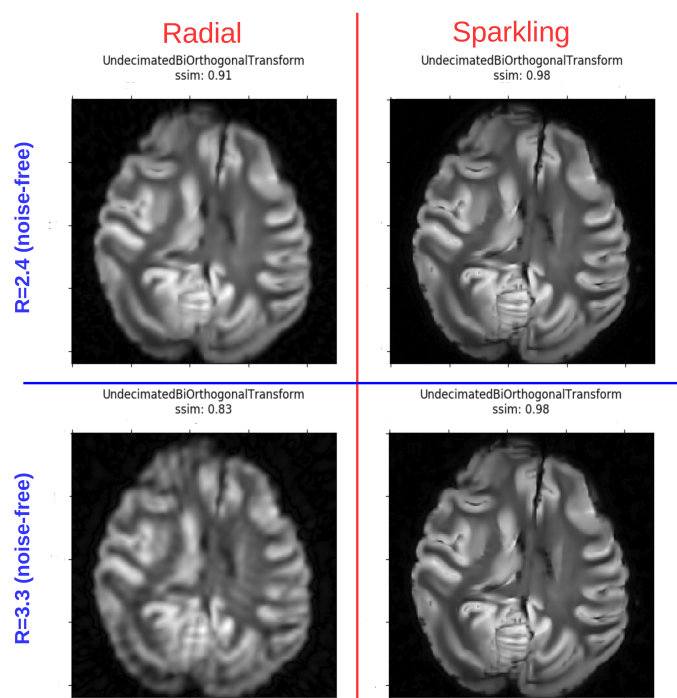 Radial
Sparkling
UndecimatedBiOrthogonalTransform
ssim: 0.91
UndecimatedBiOrthogonalTransform
ssim: 0.98
R=2.4 (noise-free)
UndecimatedBiOrthogonalTransform
ssim: 0.83
UndecimatedBiOrthogonalTransform
ssim: 0.98
R=3.3 (noise-free)